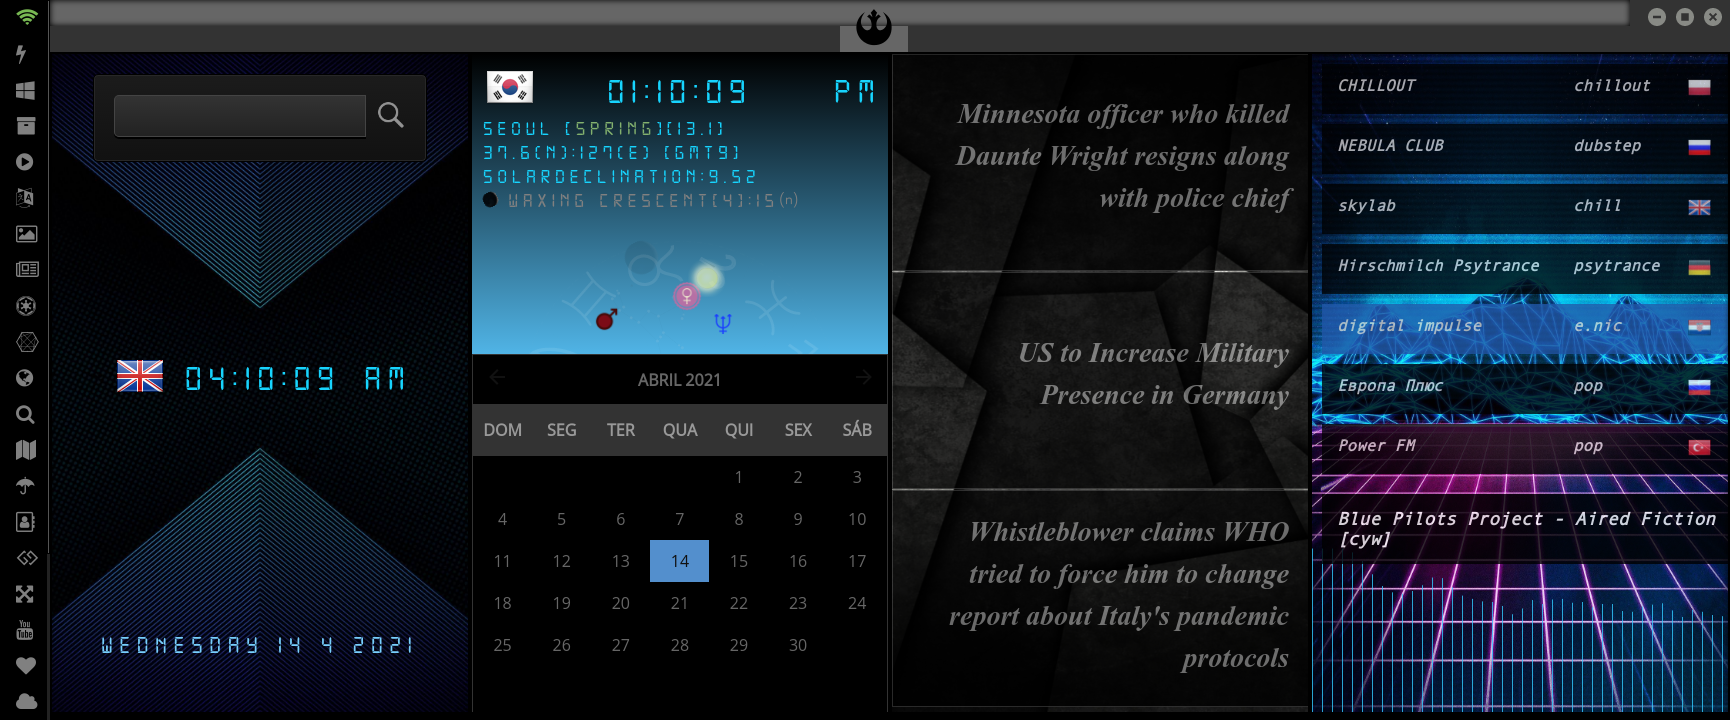 04:10:09 AM
WEDNESDAY 14 4 2021
01:10:09 PM
SEOUL [SPRING][13.1]
37.6(N):127(E) [GMT9]
SOLARDECLINATION:9.52
WAXING CRESCENT[4]:15(n)
ABRIL 2021
DOM SEG TER QUA QUI SEX SÁB
1 2 3
4 5 6 7 8 9 10
11 12 13 14 15 16 17
18 19 20 21 22 23 24
25 26 27 28 29 30
Minnesota officer who killed
Daunte Wright resigns along
with police chief
US to Increase Military
Presence in Germany
Whistleblower claims WHO
tried to force him to change
report about Italy's pandemic
protocols
CHILLOUT chillout
NEBULA CLUB dubstep
skylab chill
Hirschmilch Psytrance psytrance
digital impulse e.nic
Европа Плюс pop
Power FM pop
Blue Pilots Project - Aired Fiction
[cyw]
You
Tube